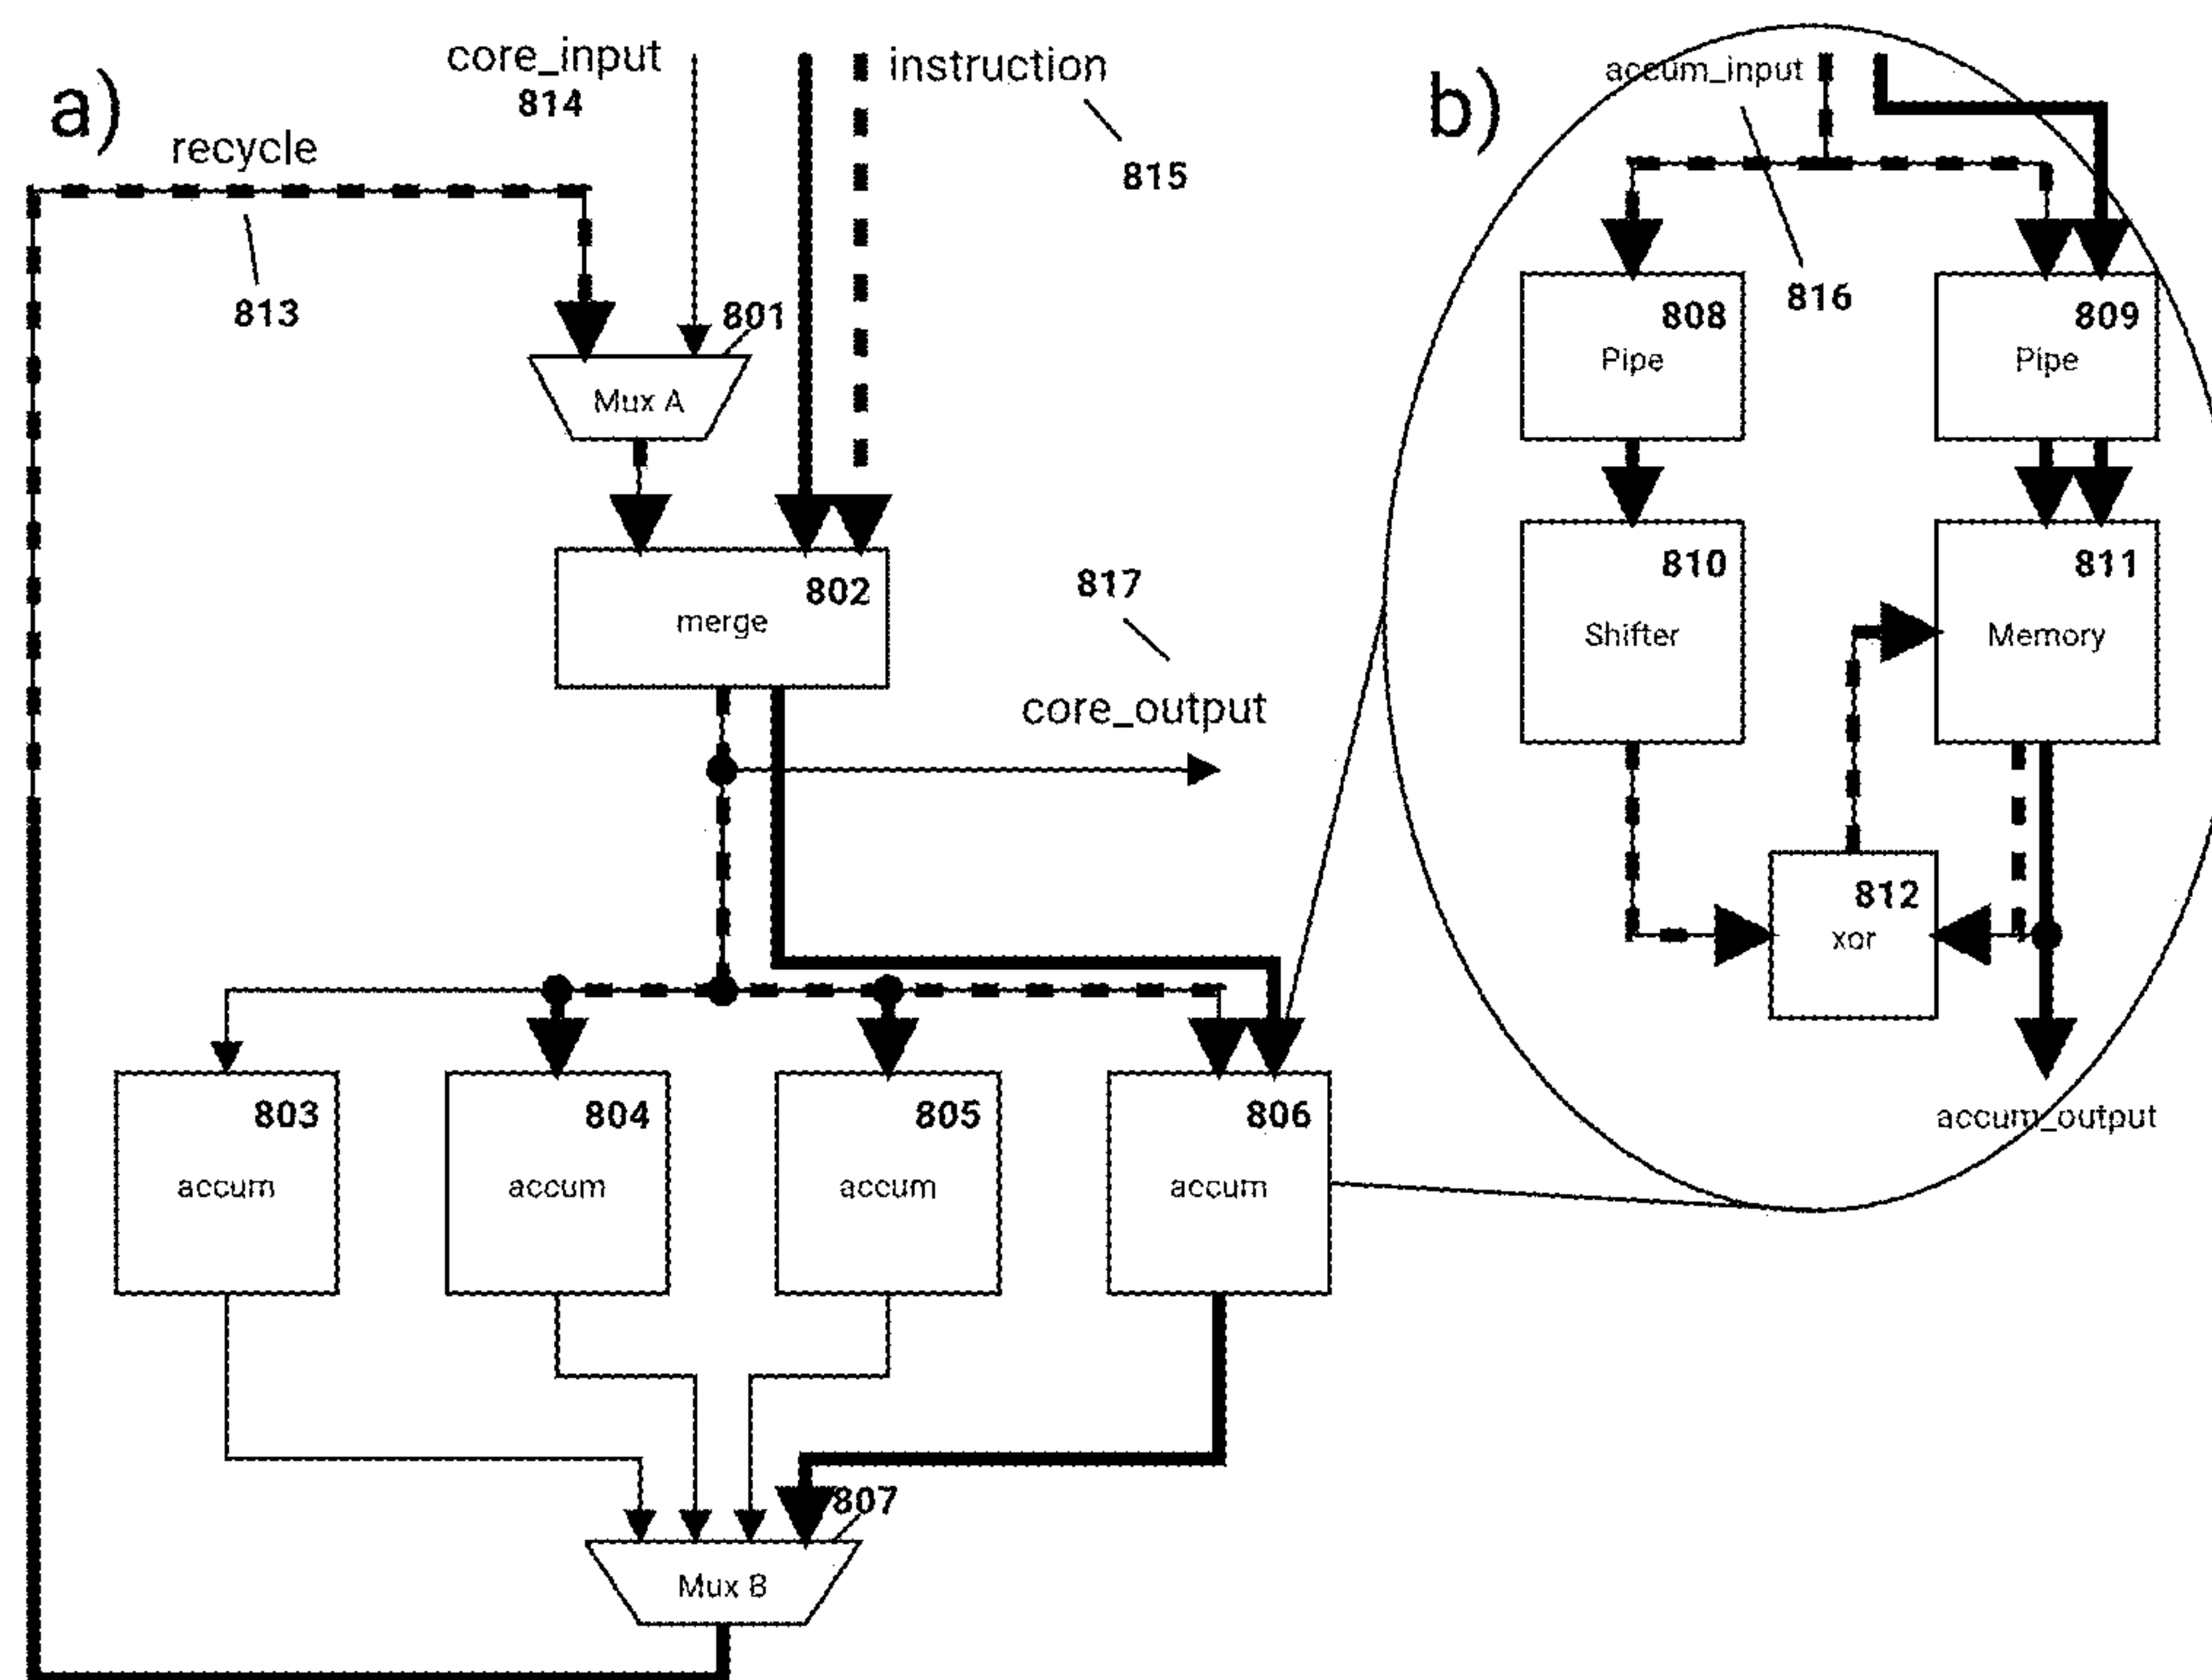 a)
core_input
814
instruction
815
recycle
813
801
Mux A
802
merge
817
core_output
803
accum
804
accum
805
accum
806
accum
807
Mux B
b)
accum_input
816
808
Pipe
809
Pipe
810
Shifter
811
Memory
812
xor
accum_output